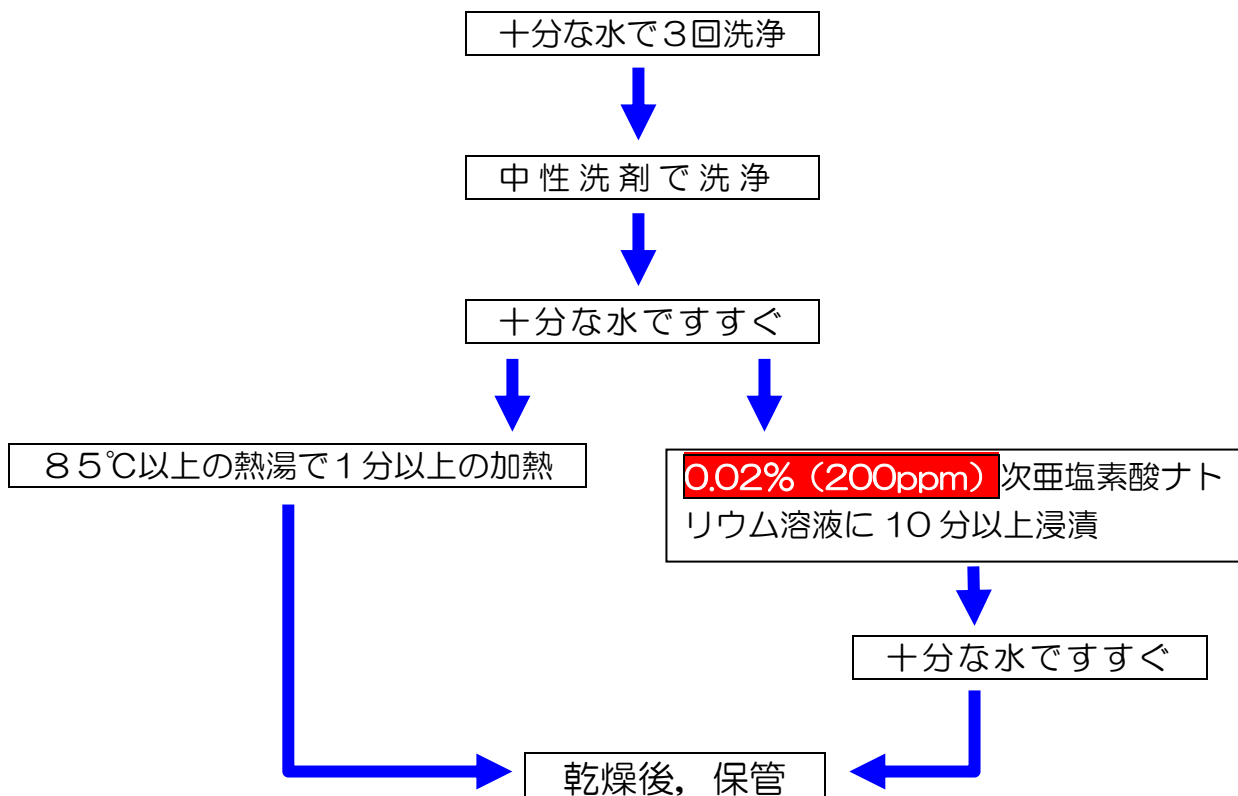 十分な水で３回洗浄
中性洗剤で洗浄
十分な水ですすぐ
８５℃以上の熱湯で１分以上の加熱
0.02%（200ppm）次亜塩素酸ナト
リウム溶液に 10 分以上浸漬
十分な水ですすぐ
乾燥後，保管